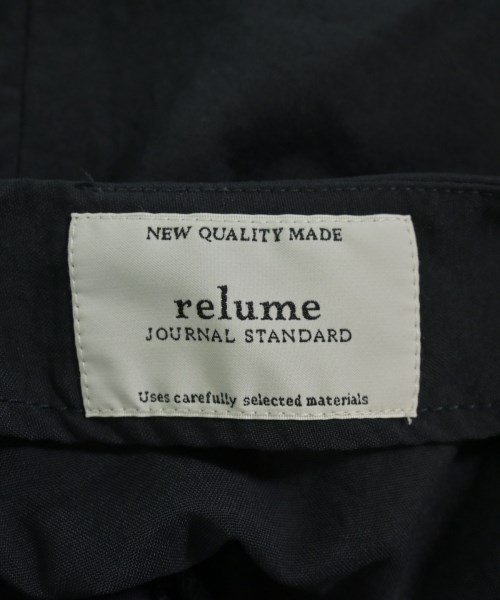 NEW QUALITY MADE
relume
JOURNAL STANDARD
Uses carefully selected materials